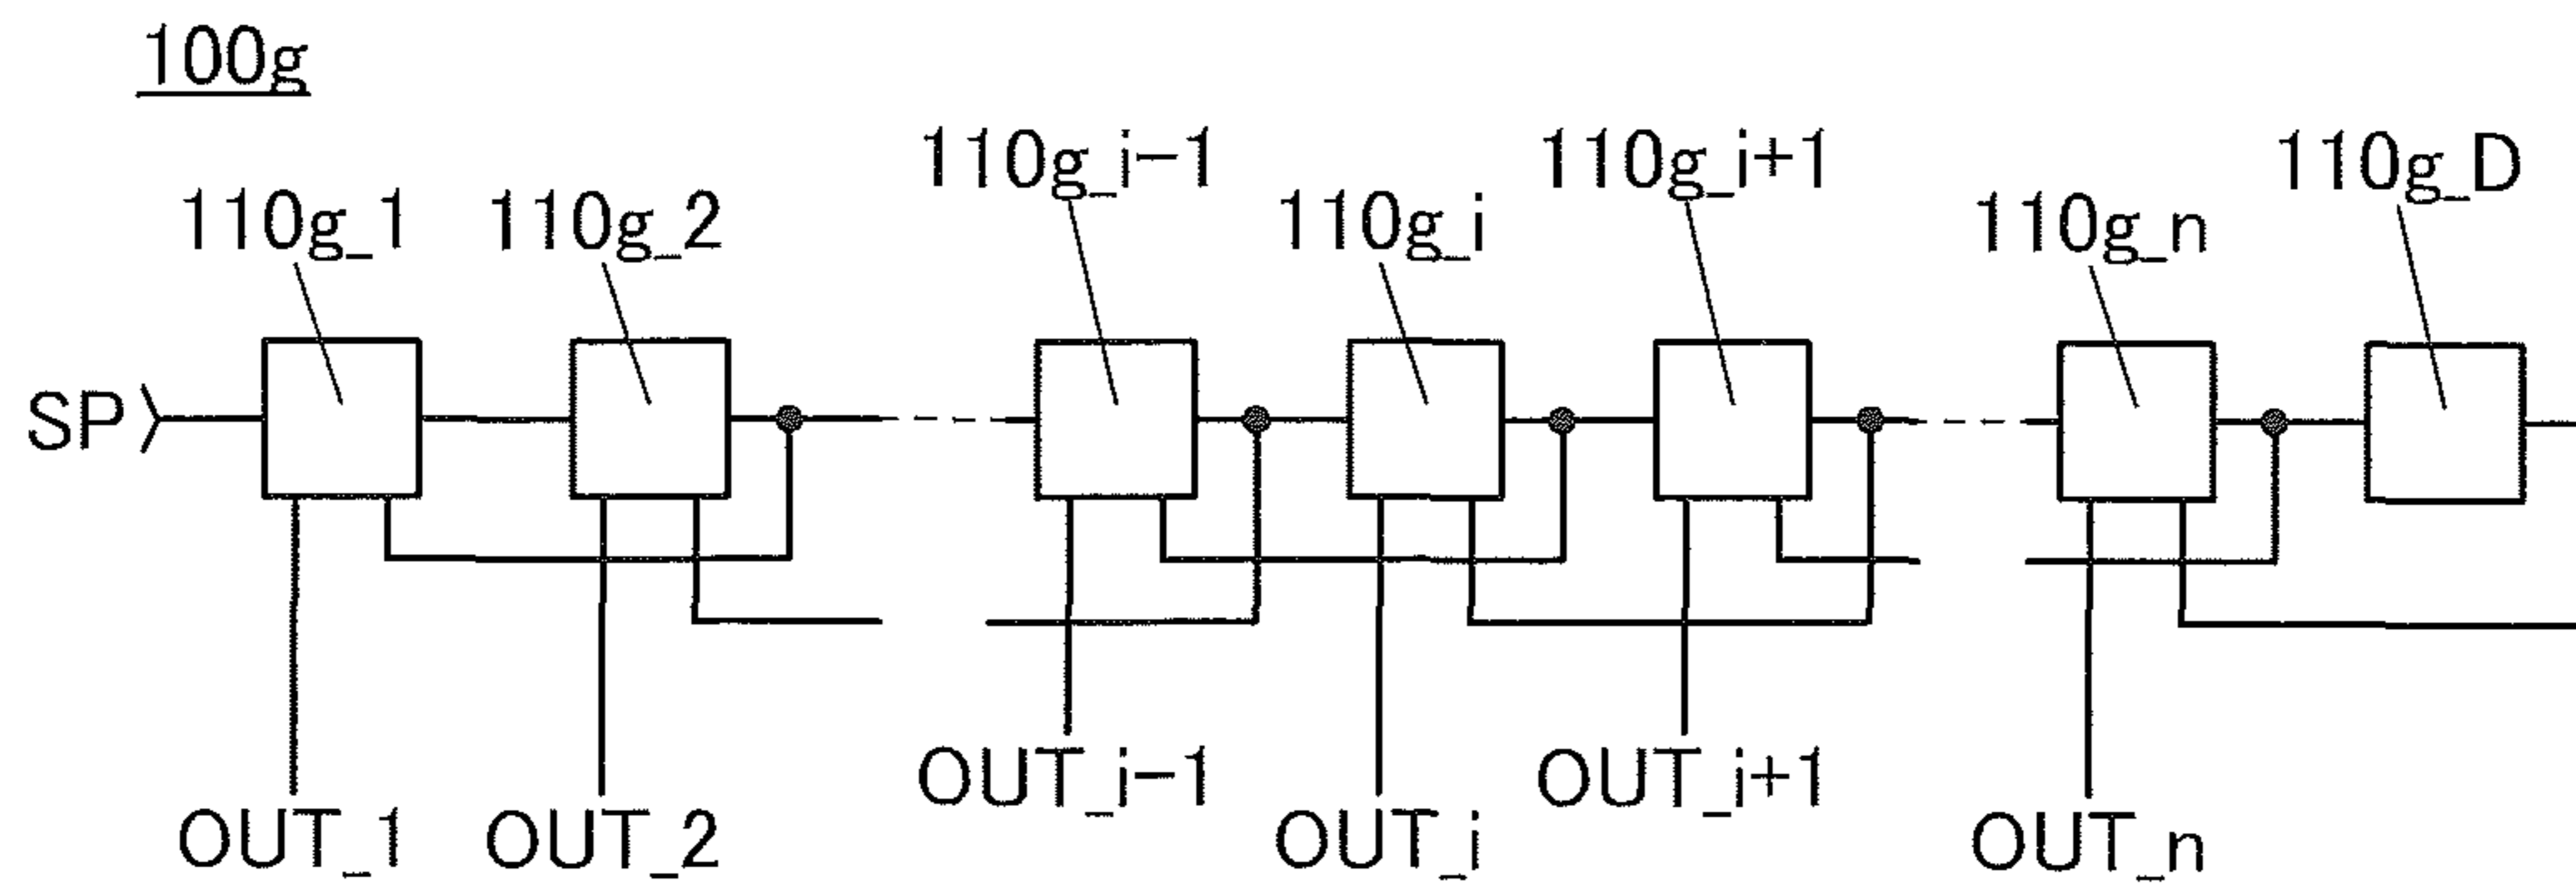 100g
110g_i-1
110g_i+1
110g_D
110g_1
110g_2
110g_i
110g_n
SP
OUT_i-1
OUT_i+1
OUT_1
OUT_2
OUT_i
OUT_n